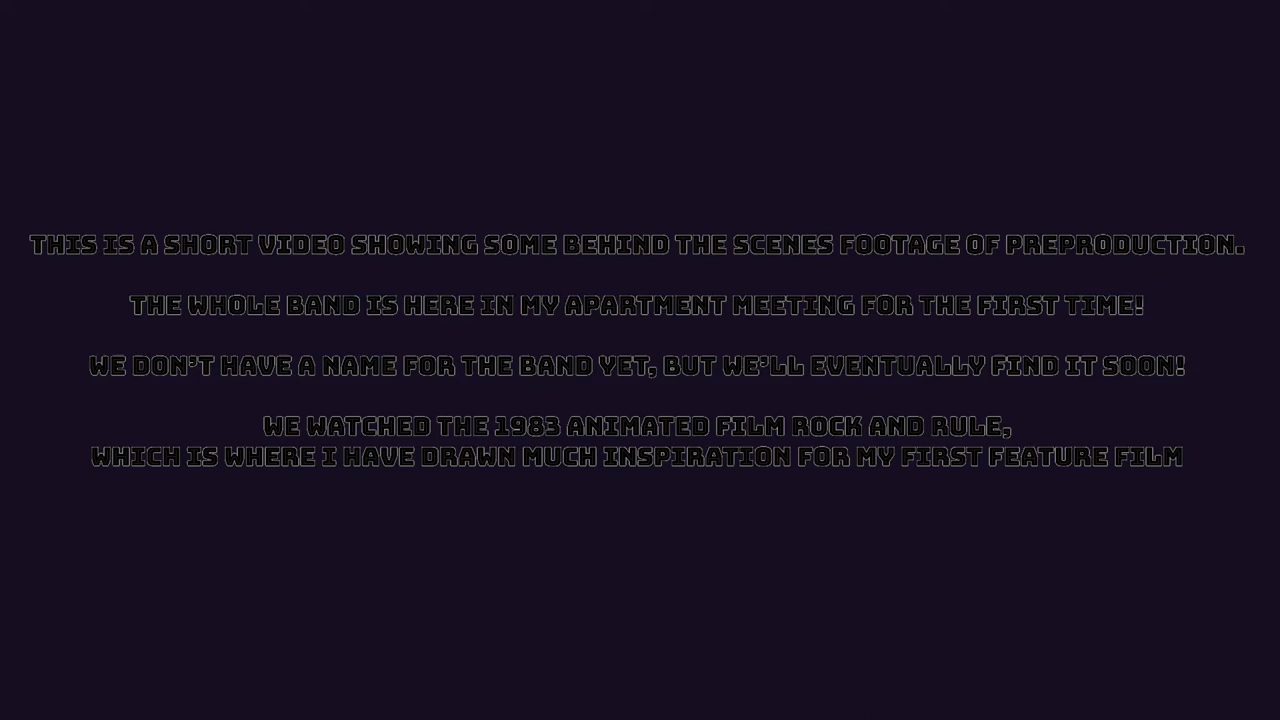 THIS IS A SHORT VIDEO SHOWING SOME BEHIND THE SCENES FOOTAGE OF PREPRODUCTION.
THE WHOLE BAND IS HERE IN MY APARTMENT MEETING FOR THE FIRST TIME!
WE DON'T HAVE A NAME FOR THE BAND YET, BUT WE'LL EVENTUALLY FIND IT SOON!
WE WATCHED THE 1983 ANIMATED FILM ROCK AND RULE,
WHICH IS WHERE I HAVE DRAWN MUCH INSPIRATION FOR MY FIRST FEATURE FILM